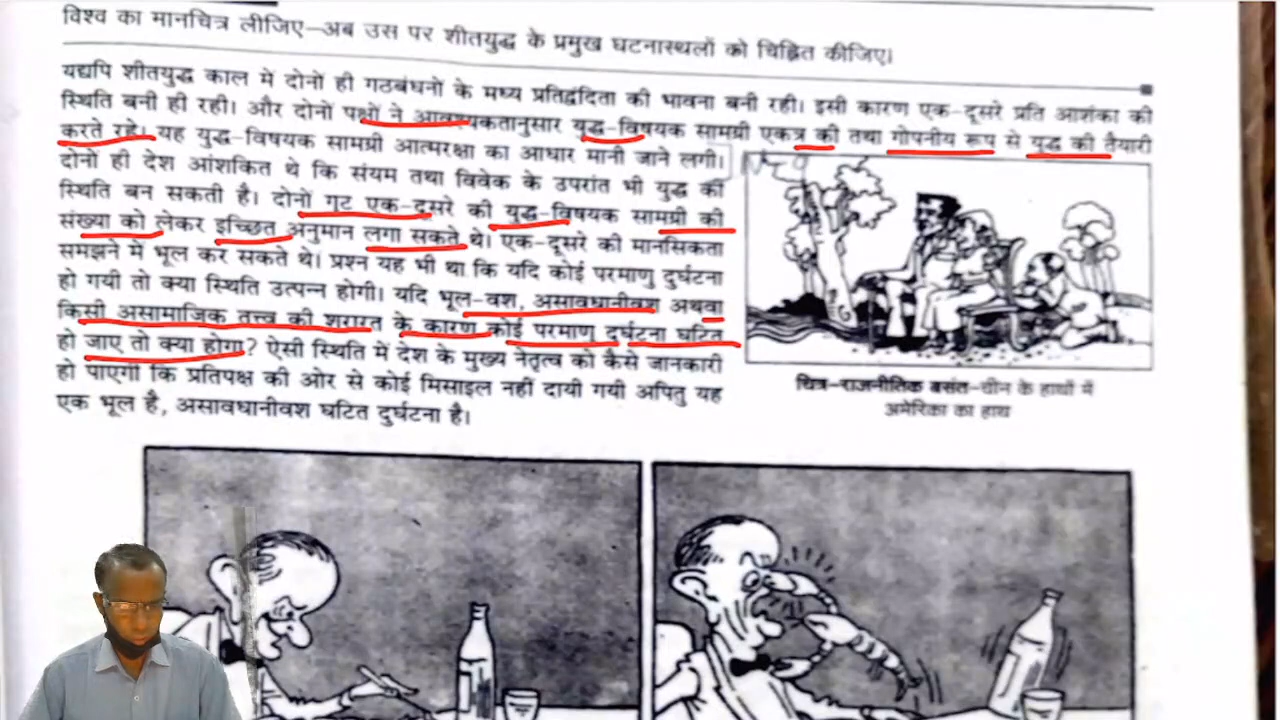 विश्व का मानचित्र लीजिए–अब उस पर शीतयुद्ध के प्रमुख घटनास्थलों को चिह्नित कीजिए।
यद्यपि शीतयुद्ध काल में दोनों ही गठबंधनों के मध्य प्रतिद्वंदिता की भावना बनी रही। इसी कारण एक-दूसरे प्रति आशंका की
स्थिति बनी ही रही। और दोनों पक्षों ने आवश्यकतानुसार युद्ध-विषयक सामग्री एकत्र की तथा गोपनीय रूप से युद्ध की तैयारी
करते रहे। यह युद्ध-विषयक सामग्री आत्मरक्षा का आधार मानी जाने लगी।
दोनों ही देश आंशकित थे कि संयम तथा विवेक के उपरांत भी युद्ध की
स्थिति बन सकती है। दोनों गुट एक-दूसरे की युद्ध-विषयक सामग्री की
संख्या को लेकर इच्छित अनुमान लगा सकते थे। एक-दूसरे की मानसिकता
समझने में भूल कर सकते थे। प्रश्न यह भी था कि यदि कोई परमाणु दुर्घटना
हो गयी तो क्या स्थिति उत्पन्न होगी। यदि भूल-वश, असावधानीवश अथवा
किसी असामाजिक तत्त्व की शरारत के कारण कोई परमाणु दुर्घटना घटित
हो जाए तो क्या होगा? ऐसी स्थिति में देश के मुख्य नेतृत्व को कैसे जानकारी
हो पाएगी कि प्रतिपक्ष की ओर से कोई मिसाइल नहीं दायी गयी अपितु यह
एक भूल है, असावधानीवश घटित दुर्घटना है।
चित्र–राजनीतिक बसंत–चीन के हाथों में
अमेरिका का हाथ